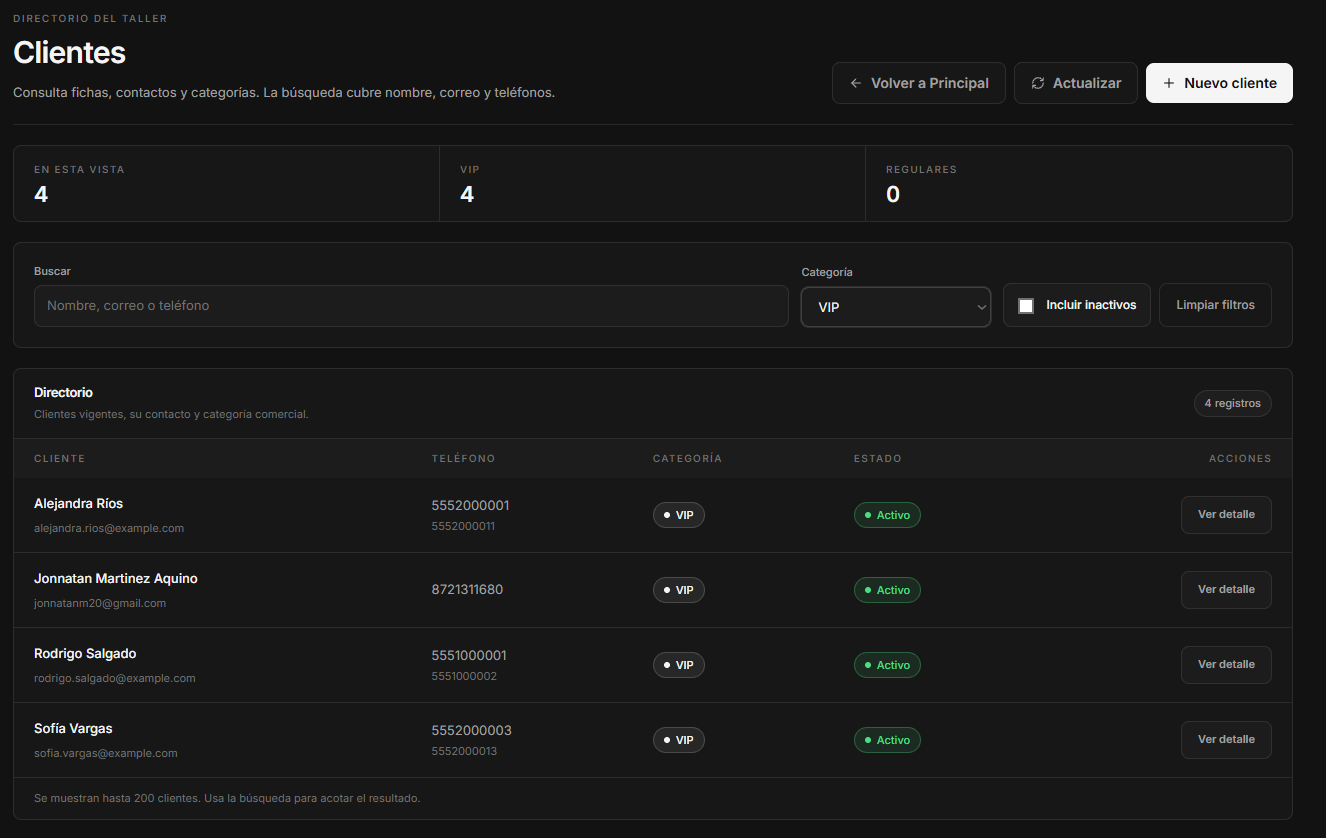 DIRECTORIO DEL TALLER
Clientes
Consulta fichas, contactos y categorías. La búsqueda cubre nombre, correo y teléfonos.
Volver a Principal
Actualizar
Nuevo cliente
EN ESTA VISTA
4
VIP
4
REGULARES
0
Buscar
Nombre, correo o teléfono
Categoría
VIP
Incluir inactivos
Limpiar filtros
Directorio
Clientes vigentes, su contacto y categoría comercial.
4 registros
CLIENTE TELÉFONO CATEGORÍA ESTADO ACCIONES
Alejandra Ríos
alejandra.rios@example.com
5552000001
5552000011
VIP
Activo
Ver detalle
Jonnatan Martinez Aquino
jonnatanm20@gmail.com
8721311680
VIP
Activo
Ver detalle
Rodrigo Salgado
rodrigo.salgado@example.com
5551000001
5551000002
VIP
Activo
Ver detalle
Sofía Vargas
sofia.vargas@example.com
5552000003
5552000013
VIP
Activo
Ver detalle
Se muestran hasta 200 clientes. Usa la búsqueda para acotar el resultado.